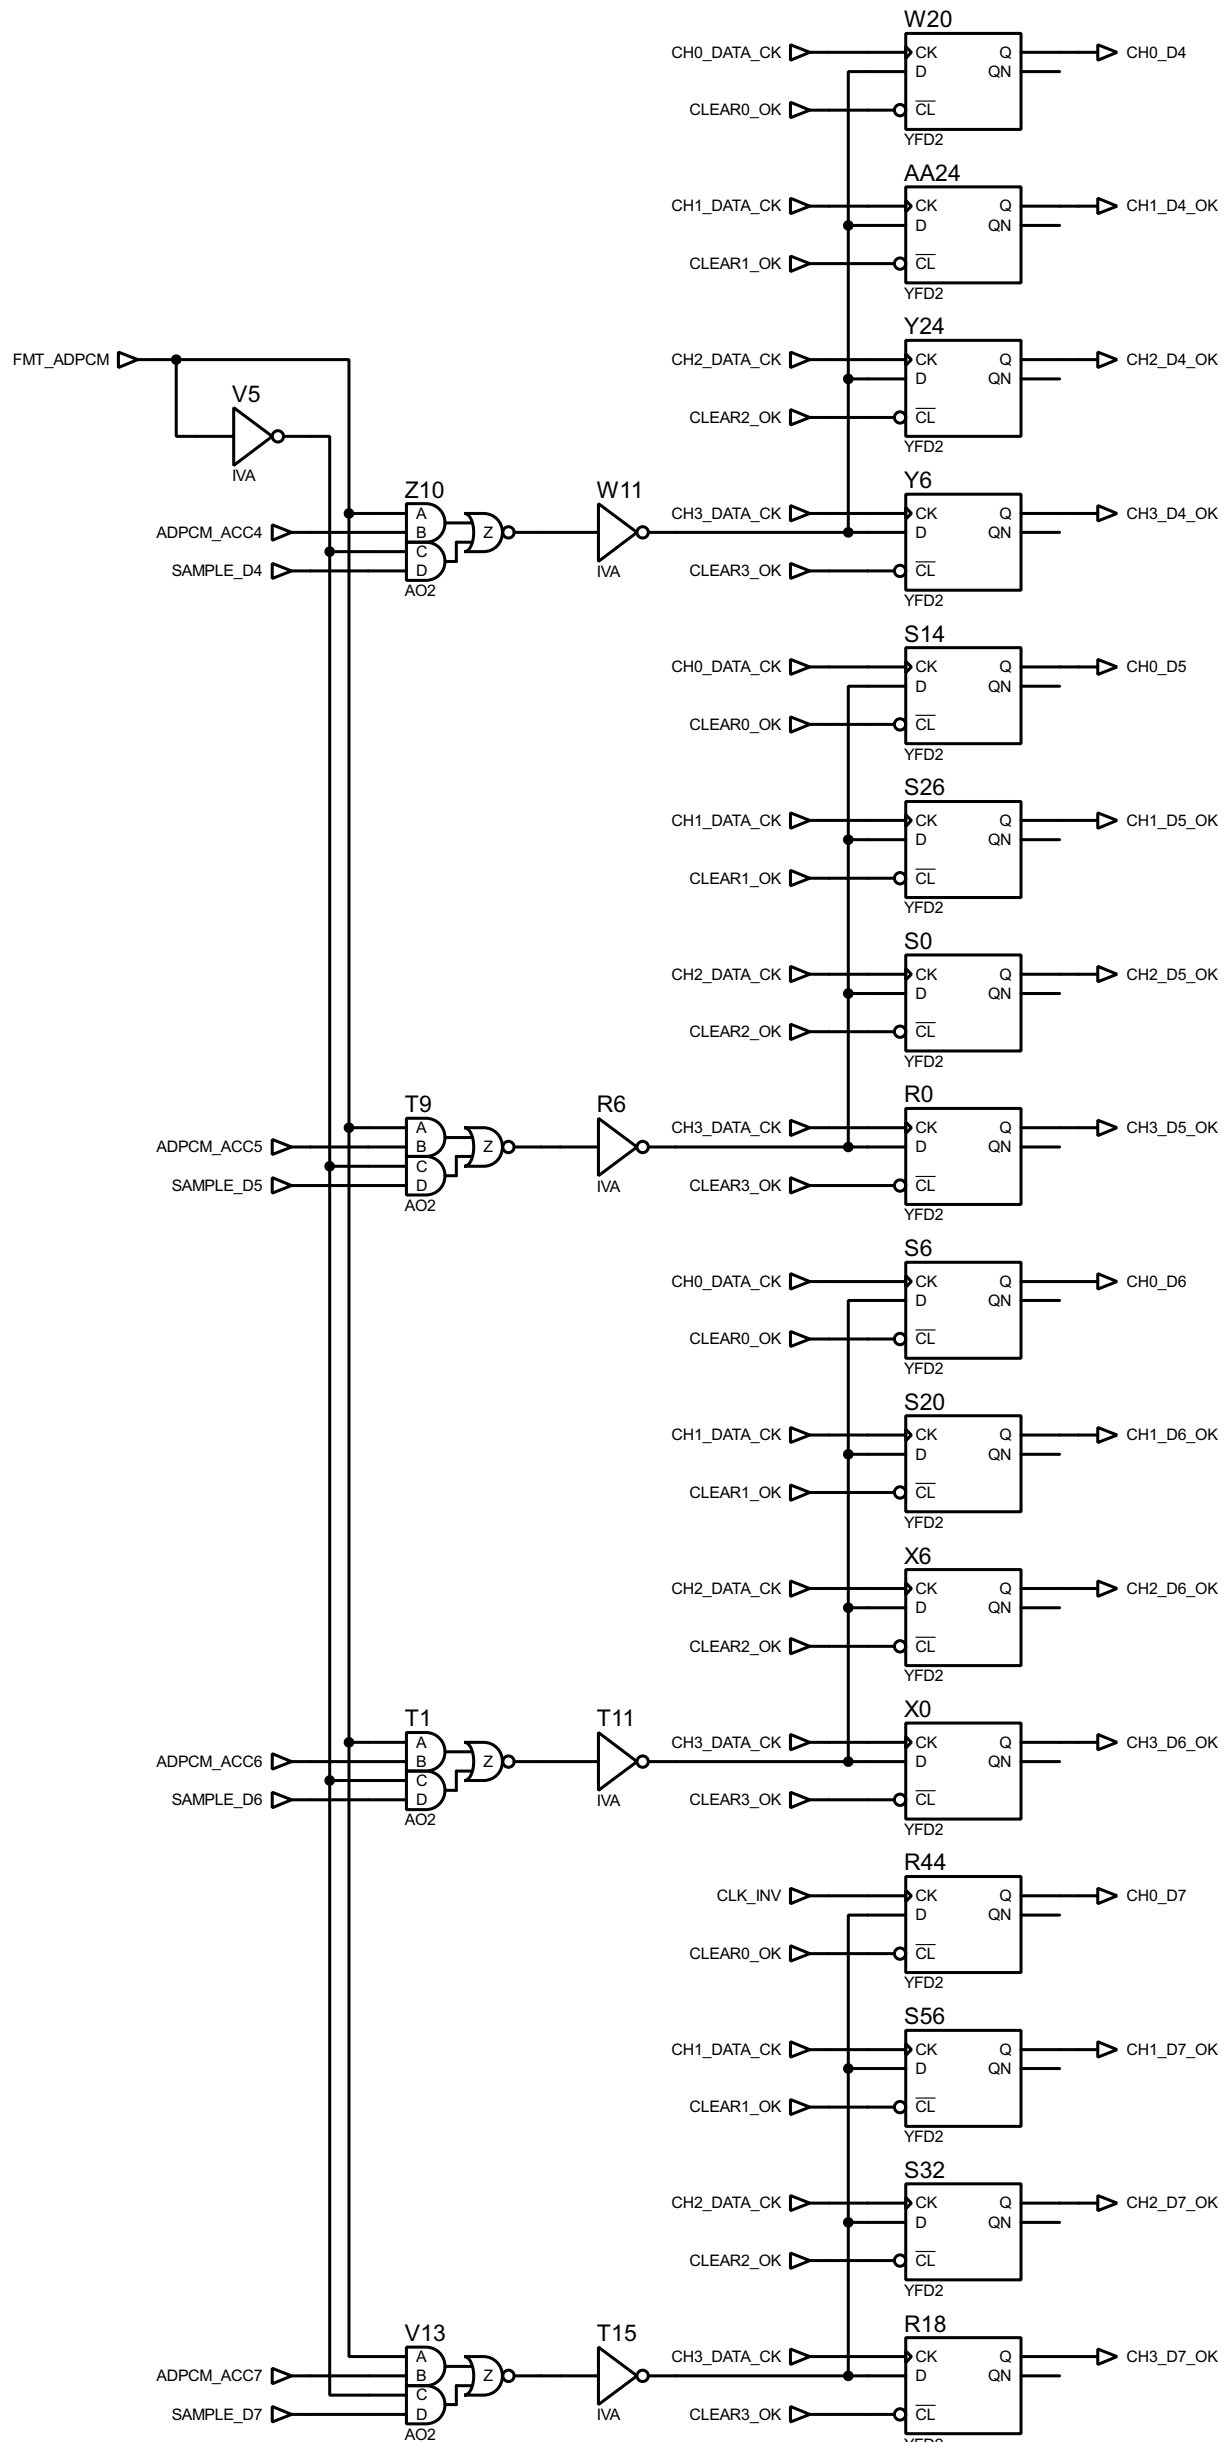 W20
CH0_DATA_CK CK Q CH0_D4
D QN
CLEAR0_OK CL
YFD2
AA24
CH1_DATA_CK CK Q CH1_D4_OK
D QN
CLEAR1_OK CL
YFD2
Y24
FMT_ADPCM CH2_DATA_CK CK Q CH2_D4_OK
D QN
V5
CLEAR2_OK CL
YFD2
IVA
Z10 W11 Y6
A CH3_DATA_CK CK Q CH3_D4_OK
ADPCM_ACC4 B Z D QN
C
SAMPLE_D4 D IVA CLEAR3_OK CL
AO2 YFD2
S14
CH0_DATA_CK CK Q CH0_D5
D QN
CLEAR0_OK CL
YFD2
S26
CH1_DATA_CK CK Q CH1_D5_OK
D QN
CLEAR1_OK CL
YFD2
S0
CH2_DATA_CK CK Q CH2_D5_OK
D QN
CLEAR2_OK CL
YFD2
T9 R6 R0
A CH3_DATA_CK CK Q CH3_D5_OK
ADPCM_ACC5 B Z D QN
C
SAMPLE_D5 D IVA CLEAR3_OK CL
AO2 YFD2
S6
CH0_DATA_CK CK Q CH0_D6
D QN
CLEAR0_OK CL
YFD2
S20
CH1_DATA_CK CK Q CH1_D6_OK
D QN
CLEAR1_OK CL
YFD2
X6
CH2_DATA_CK CK Q CH2_D6_OK
D QN
CLEAR2_OK CL
YFD2
T1 T11 X0
A CH3_DATA_CK CK Q CH3_D6_OK
ADPCM_ACC6 B Z D QN
C
SAMPLE_D6 D IVA CLEAR3_OK CL
AO2 YFD2
R44
CLK_INV CK Q CH0_D7
D QN
CLEAR0_OK CL
YFD2
S56
CH1_DATA_CK CK Q CH1_D7_OK
D QN
CLEAR1_OK CL
YFD2
S32
CH2_DATA_CK CK Q CH2_D7_OK
D QN
CLEAR2_OK CL
YFD2
V13 T15 R18
A CH3_DATA_CK CK Q CH3_D7_OK
ADPCM_ACC7 B Z D QN
C
SAMPLE_D7 D IVA CLEAR3_OK CL
AO2